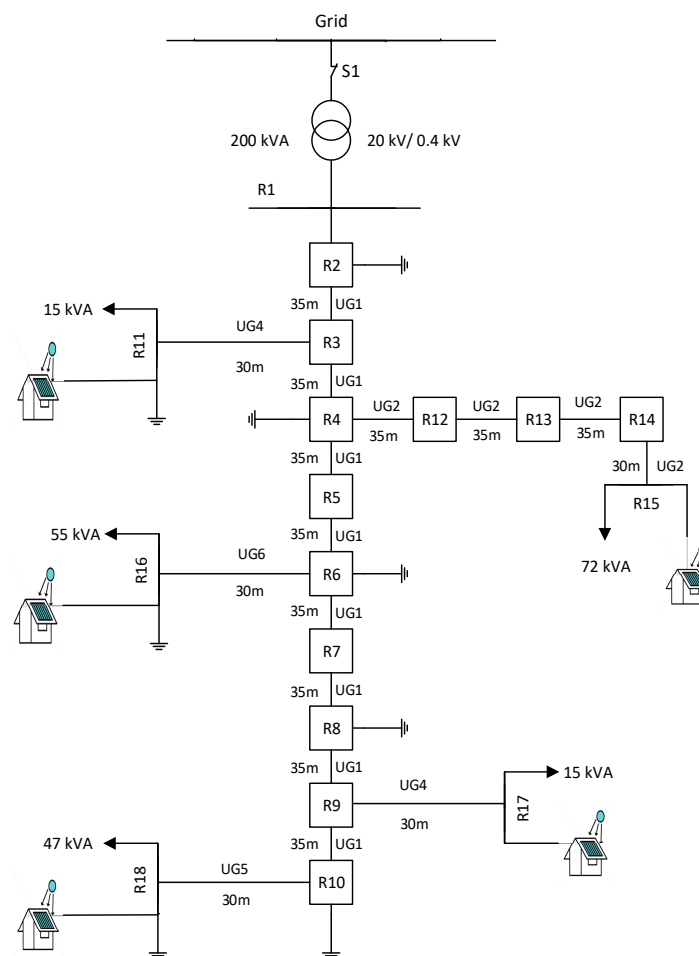 Grid
S1
200 kVA 20 kV/ 0.4 kV
R1
R2
35m UG1
15 kVA
R11
UG4
30m
R3
35m UG1
R4
UG2
35m
R12
UG2
35m
R13
UG2
35m
R14
30m UG2
R15
72 kVA
35m UG1
R5
35m UG1
55 kVA
R16
UG6
30m
R6
35m UG1
R7
35m UG1
R8
35m UG1
R9
UG4
30m
15 kVA
R17
35m UG1
47 kVA
R18
UG5
30m
R10